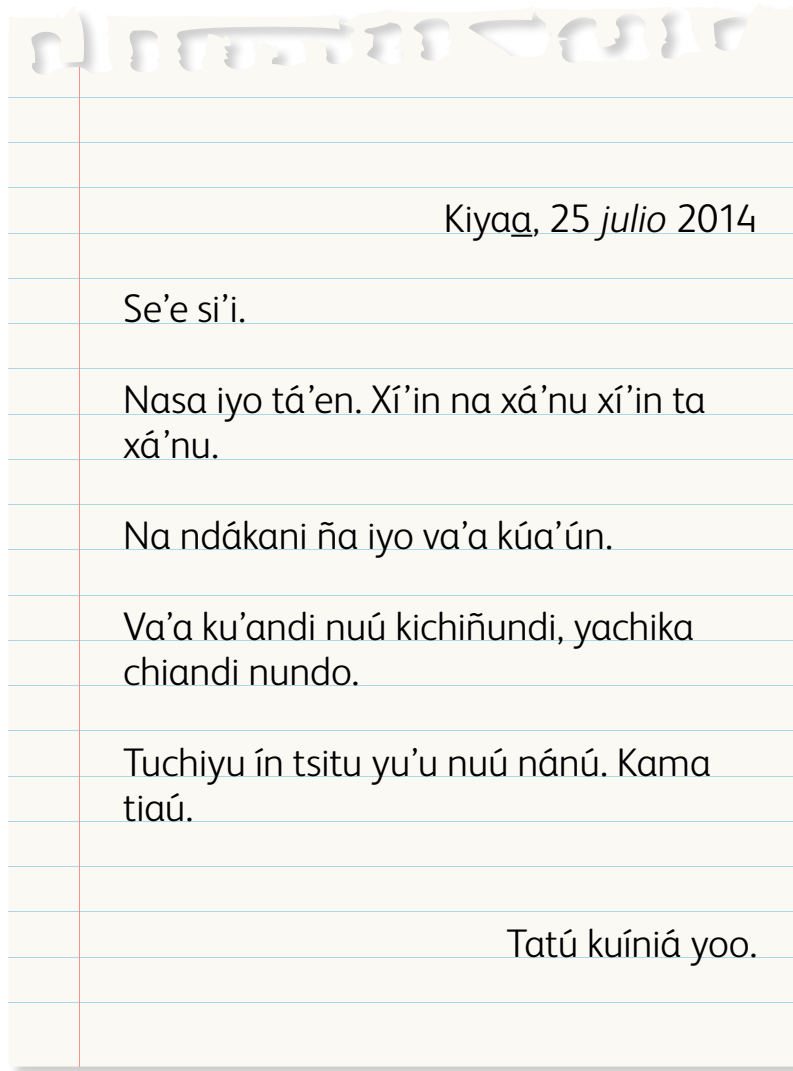 Kiyaa̲, 25 julio 2014
Se’e si’i.
Nasa iyo tá’en. Xí’in na xá’nu xí’in ta
xá’nu.
Na ndákani ña iyo va’a kúa’ún.
Va’a ku’andi nuú kichiñundi, yachika
chiandi nundo.
Tuchiyu ín tsitu yu’u nuú nánú. Kama
tiaú.
Tatú kuíniá yoo.